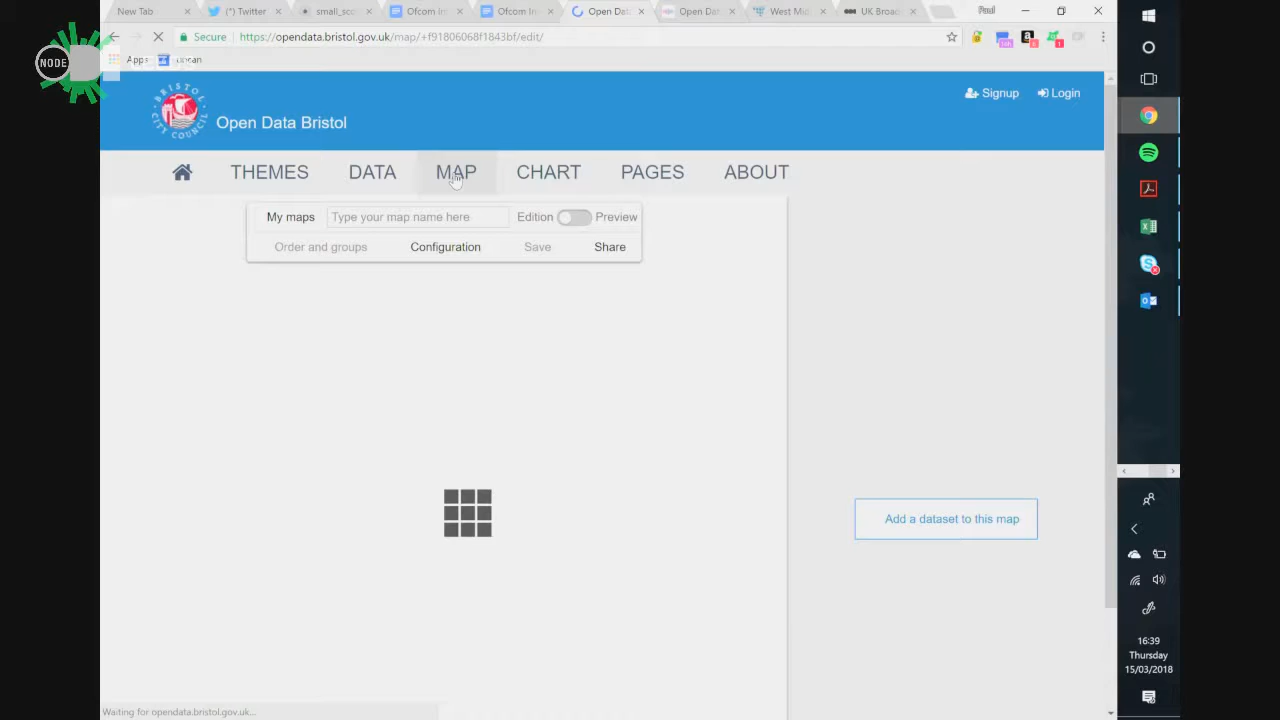 New Tab
(*) Twitter
small_sco
Ofcom In
Ofcom In
Open Dat
Open Dat
West Mid
UK Broad
Paul
Secure
https://opendata.bristol.gov.uk/map/+f91806068f1843bf/edit/
NODE
Apps
BRISTOL
CITY COUNCIL
Open Data Bristol
Signup
Login
THEMES
DATA
MAP
CHART
PAGES
ABOUT
My maps
Type your map name here
Edition
Preview
Order and groups
Configuration
Save
Share
Add a dataset to this map
16:39
Thursday
15/03/2018
Waiting for opendata.bristol.gov.uk...